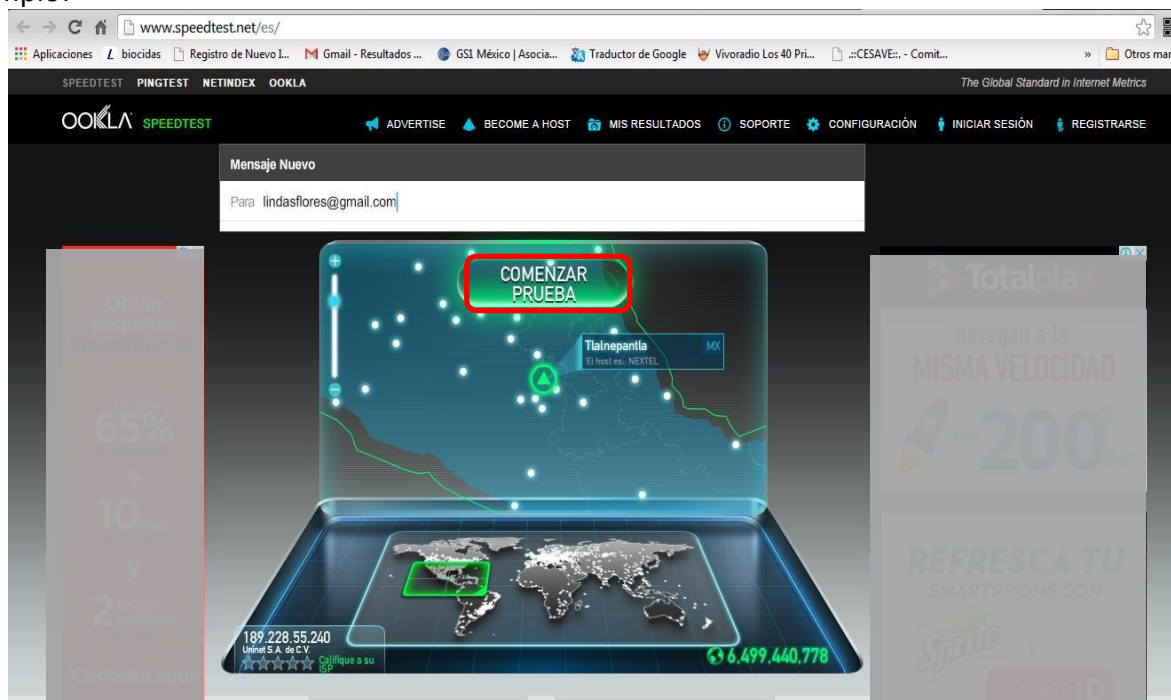 www.speedtest.net/es/
Aplicaciones biocidas Registro de Nuevo I... Gmail - Resultados ... GS1 México | Asocia... Traductor de Google Vivoradio Los 40 Pri... .::CESAVE::. - Comit... » Otros mar
SPEEDTEST PINGTEST NETINDEX OOKLA The Global Standard in Internet Metrics
OOKLA SPEEDTEST ADVERTISE BECOME A HOST MIS RESULTADOS SOPORTE CONFIGURACIÓN INICIAR SESIÓN REGISTRARSE
Mensaje Nuevo
Para lindasflores@gmail.com
COMENZAR
PRUEBA
Tlalnepantla MX
El host es: NEXTEL
Obtén
paquetes
Superinternet
65%
+
10
y
2 líneas
¡Contrata aquí!
Totalplay
navegan a la
MISMA VELOCIDAD
200
REFRESCA TU
SMARTPHONE CON
Sprite y
189.228.55.240
Uninet S.A. de C.V.
Califique a su
ISP
6,499,440,778